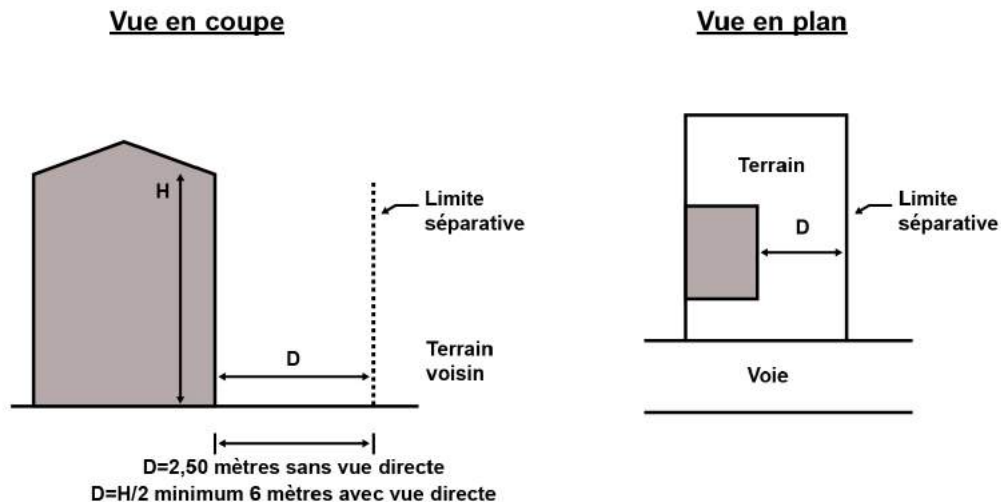 Vue en coupe
H
Limite
séparative
D
Terrain
voisin
D=2,50 mètres sans vue directe
D=H/2 minimum 6 mètres avec vue directe
Vue en plan
Terrain
D
Limite
séparative
Voie